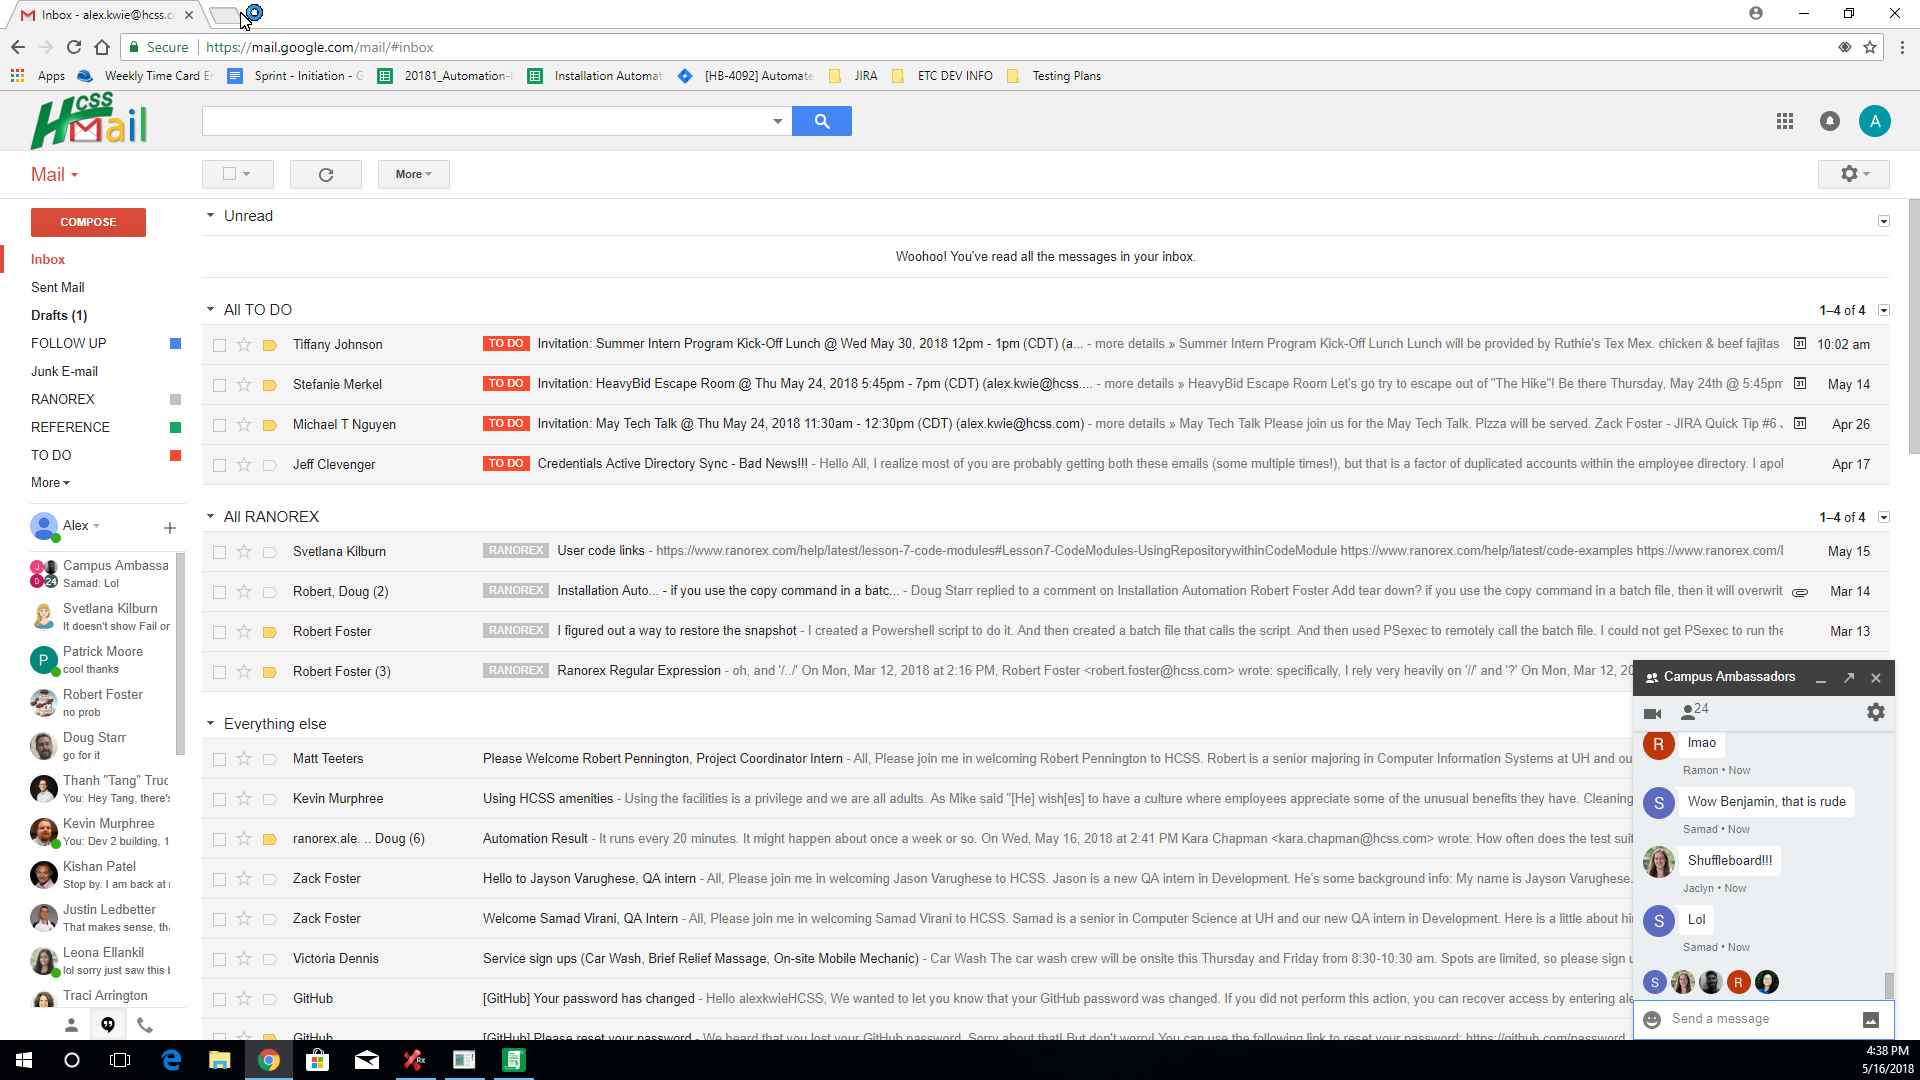 Inbox - alex.kwie@hcss.c
Secure https://mail.google.com/mail/#inbox
Apps Weekly Time Card Er Sprint - Initiation - G 20181_Automation- Installation Automat [HB-4092] Automate JIRA ETC DEV INFO Testing Plans
HCSS Mail
A
Mail
More
COMPOSE
Inbox
Sent Mail
Drafts (1)
FOLLOW UP
Junk E-mail
RANOREX
REFERENCE
TO DO
More
Alex
Campus Ambassa
Samad: Lol
Svetlana Kilburn
It doesn't show Fail or
Patrick Moore
cool thanks
Robert Foster
no prob
Doug Starr
go for it
Thanh "Tang" Truc
You: Hey Tang, there's
Kevin Murphree
You: Dev 2 building, 1
Kishan Patel
Stop by. I am back at
Justin Ledbetter
That makes sense, th
Leona Ellankil
lol sorry just saw this
Traci Arrington
Unread
Woohoo! You've read all the messages in your inbox.
All TO DO 1–4 of 4
Tiffany Johnson TO DO Invitation: Summer Intern Program Kick-Off Lunch @ Wed May 30, 2018 12pm - 1pm (CDT) (a... - more details » Summer Intern Program Kick-Off Lunch Lunch will be provided by Ruthie's Tex Mex. chicken & beef fajitas 31 10:02 am
Stefanie Merkel TO DO Invitation: HeavyBid Escape Room @ Thu May 24, 2018 5:45pm - 7pm (CDT) (alex.kwie@hcss.... - more details » HeavyBid Escape Room Let's go try to escape out of "The Hike"! Be there Thursday, May 24th @ 5:45pm 31 May 14
Michael T Nguyen TO DO Invitation: May Tech Talk @ Thu May 24, 2018 11:30am - 12:30pm (CDT) (alex.kwie@hcss.com) - more details » May Tech Talk Please join us for the May Tech Talk. Pizza will be served. Zack Foster - JIRA Quick Tip #6 31 Apr 26
Jeff Clevenger TO DO Credentials Active Directory Sync - Bad News!!! - Hello All, I realize most of you are probably getting both these emails (some multiple times!), but that is a factor of duplicated accounts within the employee directory. I apol Apr 17
All RANOREX 1–4 of 4
Svetlana Kilburn RANOREX User code links - https://www.ranorex.com/help/latest/lesson-7-code-modules#Lesson7-CodeModules-UsingRepositorywithinCodeModule https://www.ranorex.com/help/latest/code-examples https://www.ranorex.com/l May 15
Robert, Doug (2) RANOREX Installation Auto... - if you use the copy command in a batc... - Doug Starr replied to a comment on Installation Automation Robert Foster Add tear down? if you use the copy command in a batch file, then it will overwrit Mar 14
Robert Foster RANOREX I figured out a way to restore the snapshot - I created a Powershell script to do it. And then created a batch file that calls the script. And then used PSexec to remotely call the batch file. I could not get PSexec to run the Mar 13
Robert Foster (3) RANOREX Ranorex Regular Expression - oh, and '/../' On Mon, Mar 12, 2018 at 2:16 PM, Robert Foster <robert.foster@hcss.com> wrote: specifically, I rely very heavily on '//' and '?' On Mon, Mar 12, 20
Everything else
Matt Teeters Please Welcome Robert Pennington, Project Coordinator Intern - All, Please join me in welcoming Robert Pennington to HCSS. Robert is a senior majoring in Computer Information Systems at UH and ou
Kevin Murphree Using HCSS amenities - Using the facilities is a privilege and we are all adults. As Mike said "[He] wish[es] to have a culture where employees appreciate some of the unusual benefits they have. Cleaning
ranorex.ale. .. Doug (6) Automation Result - It runs every 20 minutes. It might happen about once a week or so. On Wed, May 16, 2018 at 2:41 PM Kara Chapman <kara.chapman@hcss.com> wrote: How often does the test suit
Zack Foster Hello to Jayson Varughese, QA intern - All, Please join me in welcoming Jason Varughese to HCSS. Jason is a new QA intern in Development. He's some background info: My name is Jayson Varughese.
Zack Foster Welcome Samad Virani, QA Intern - All, Please join me in welcoming Samad Virani to HCSS. Samad is a senior in Computer Science at UH and our new QA intern in Development. Here is a little about hi
Victoria Dennis Service sign ups (Car Wash, Brief Relief Massage, On-site Mobile Mechanic) - Car Wash The car wash crew will be onsite this Thursday and Friday from 8:30-10:30 am. Spots are limited, so please sign u
GitHub [GitHub] Your password has changed - Hello alexkwieHCSS, We wanted to let you know that your GitHub password was changed. If you did not perform this action, you can recover access by entering ale
GitHub [GitHub] Please reset your password - We heard that you lost your GitHub password. Sorry about that! But don't worry! You can use the following link to reset your password: https://github.com/password
Campus Ambassadors
24
R lmao
Ramon • Now
S Wow Benjamin, that is rude
Samad • Now
Shuffleboard!!!
Jaclyn • Now
S Lol
Samad • Now
S R
Send a message
4:38 PM
5/16/2018